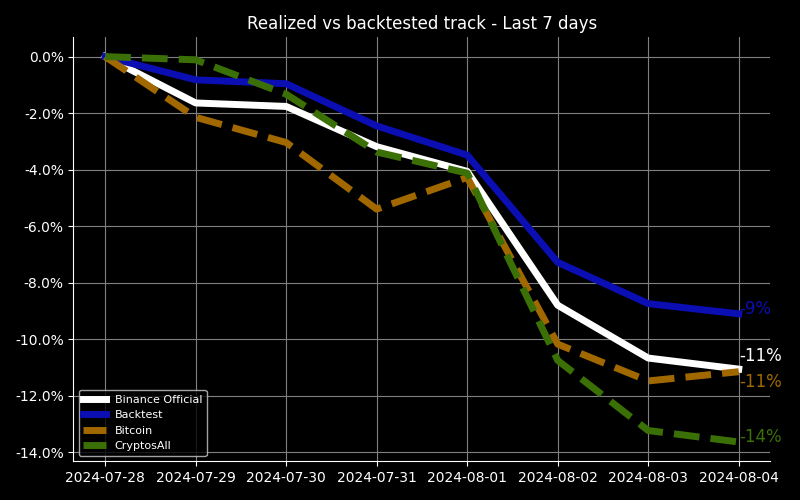 Realized vs backtested track - Last 7 days
0.0%
-2.0%
-4.0%
-6.0%
-8.0%
-10.0%
-12.0%
-14.0%
-9%
-11%
-11%
-14%
Binance Official
Backtest
Bitcoin
CryptosAll
2024-07-28 2024-07-29 2024-07-30 2024-07-31 2024-08-01 2024-08-02 2024-08-03 2024-08-04